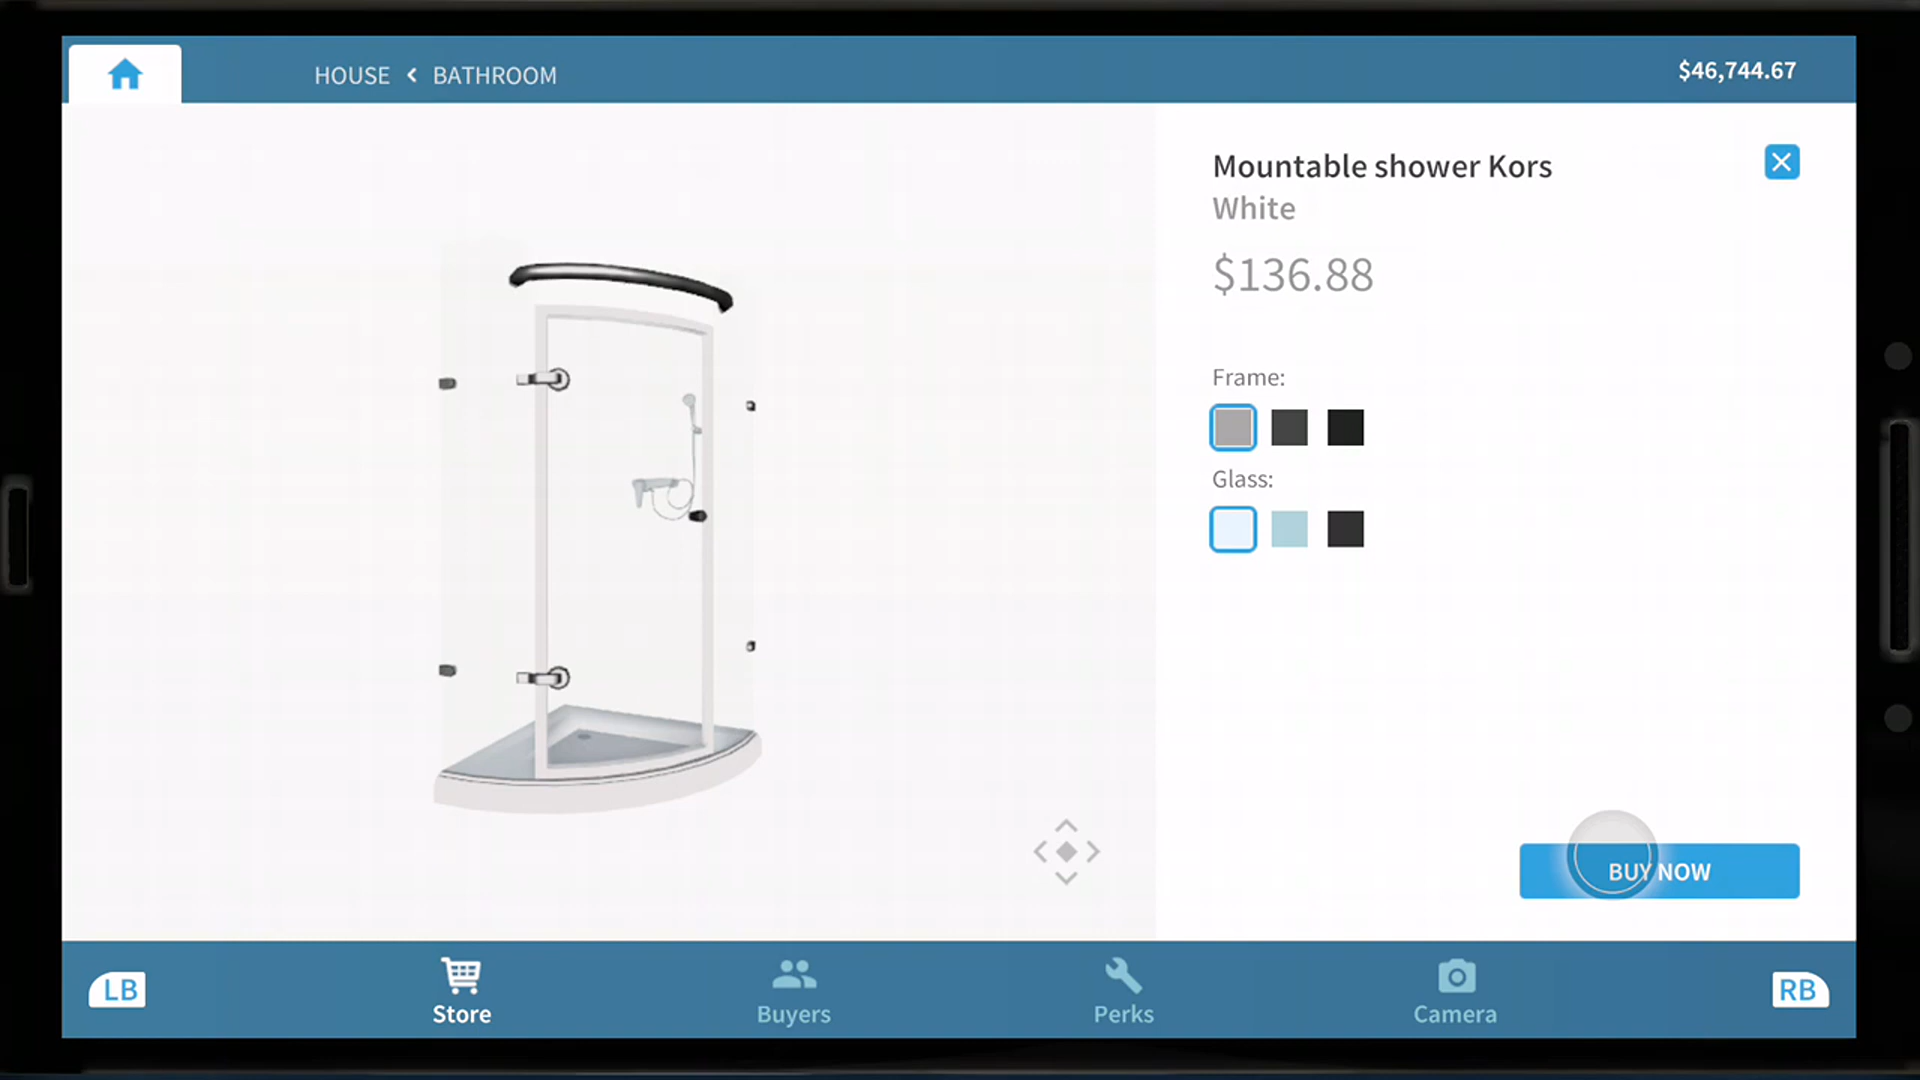 HOUSE < BATHROOM
$46,744.67
Mountable shower Kors
White
$136.88
Frame:
Glass:
BUY NOW
LB
Store
Buyers
Perks
Camera
RB